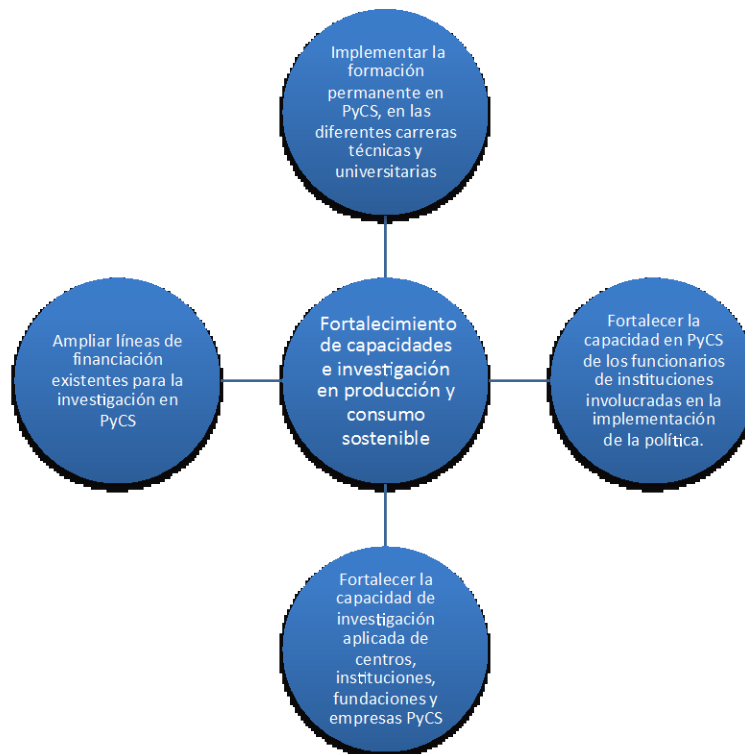 Implementar la
formación
permanente en
PyCS, en las
diferentes carreras
técnicas y
universitarias
Ampliar líneas de
financiación
existentes para la
investigación en
PyCS
Fortalecimiento
de capacidades
e investigación
en producción y
consumo
sostenible
Fortalecer la
capacidad en PyCS
de los funcionarios
de instituciones
involucradas en la
implementación
de la política.
Fortalecer la
capacidad de
investigación
aplicada de
centros,
instituciones,
fundaciones y
empresas PyCS